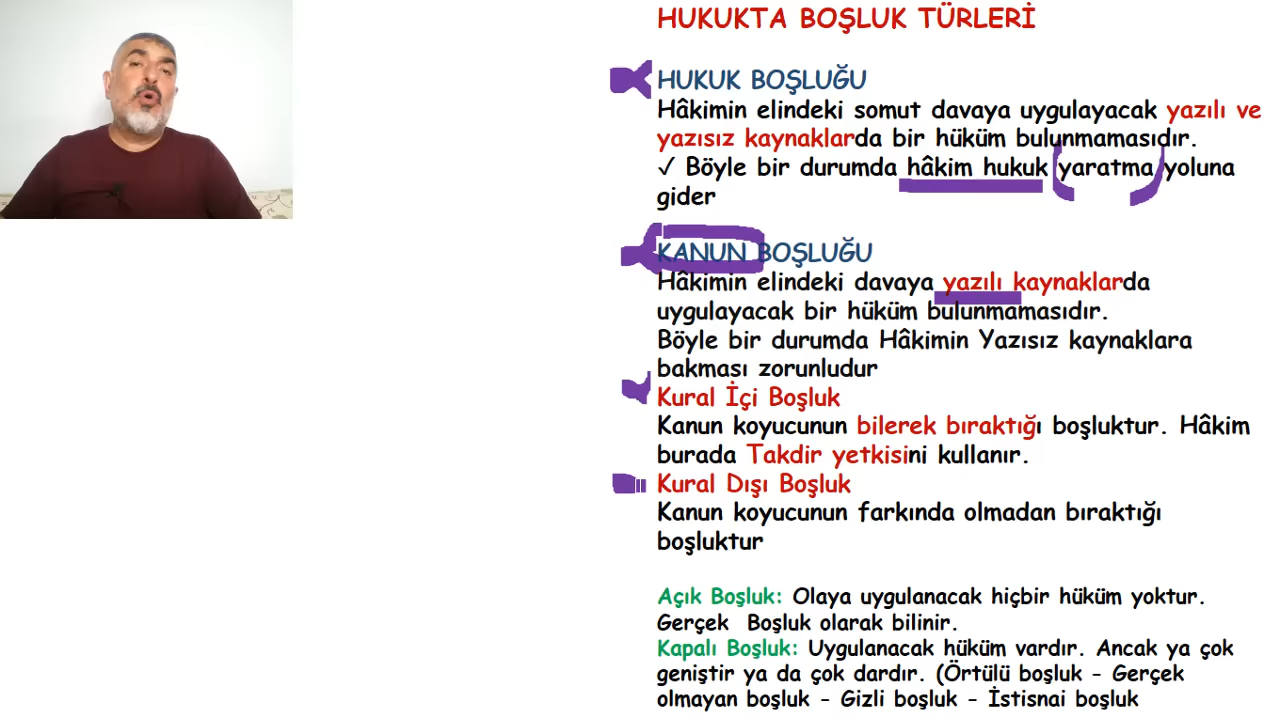 HUKUKTA BOŞLUK TÜRLERİ
HUKUK BOŞLUĞU
Hâkimin elindeki somut davaya uygulayacak yazılı ve
yazısız kaynaklarda bir hüküm bulunmamasıdır.
✓ Böyle bir durumda hâkim hukuk yaratma yoluna
gider
KANUN BOŞLUĞU
Hâkimin elindeki davaya yazılı kaynaklarda
uygulayacak bir hüküm bulunmamasıdır.
Böyle bir durumda Hâkimin Yazısız kaynaklara
bakması zorunludur
Kural İçi Boşluk
Kanun koyucunun bilerek bıraktığı boşluktur. Hâkim
burada Takdir yetkisini kullanır.
Kural Dışı Boşluk
Kanun koyucunun farkında olmadan bıraktığı
boşluktur
Açık Boşluk: Olaya uygulanacak hiçbir hüküm yoktur.
Gerçek Boşluk olarak bilinir.
Kapalı Boşluk: Uygulanacak hüküm vardır. Ancak ya çok
geniştir ya da çok dardır. (Örtülü boşluk - Gerçek
olmayan boşluk - Gizli boşluk - İstisnai boşluk